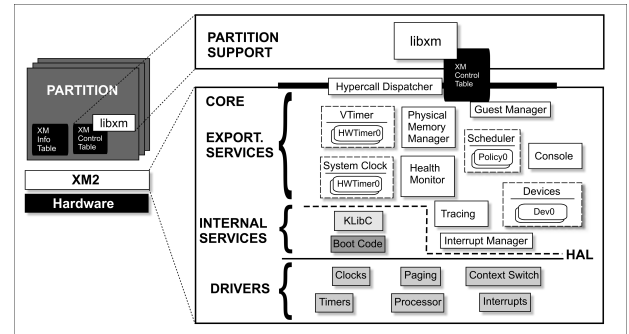 PARTITION
SUPPORT
libxm
XM
Control
Table
PARTITION
XM
Info
Table
XM
Control
Table
libxm
XM2
Hardware
Hypercall Dispatcher
CORE
EXPORT.
SERVICES
VTimer
HWTimer0
Physical
Memory
Manager
Guest Manager
Scheduler
Policy0
Console
System Clock
HWTimer0
Health
Monitor
Devices
Dev0
Tracing
INTERNAL
SERVICES
KLibC
Boot Code
Interrupt Manager
HAL
DRIVERS
Clocks
Paging
Context Switch
Timers
Processor
Interrupts